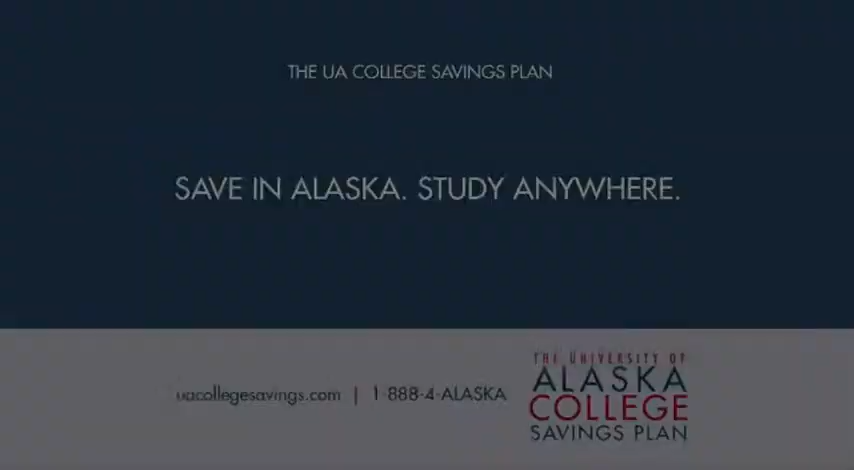 THE UA COLLEGE SAVINGS PLAN
SAVE IN ALASKA. STUDY ANYWHERE.
uacollegesavings.com | 1-888-4-ALASKA
THE UNIVERSITY OF
ALASKA
COLLEGE
SAVINGS PLAN